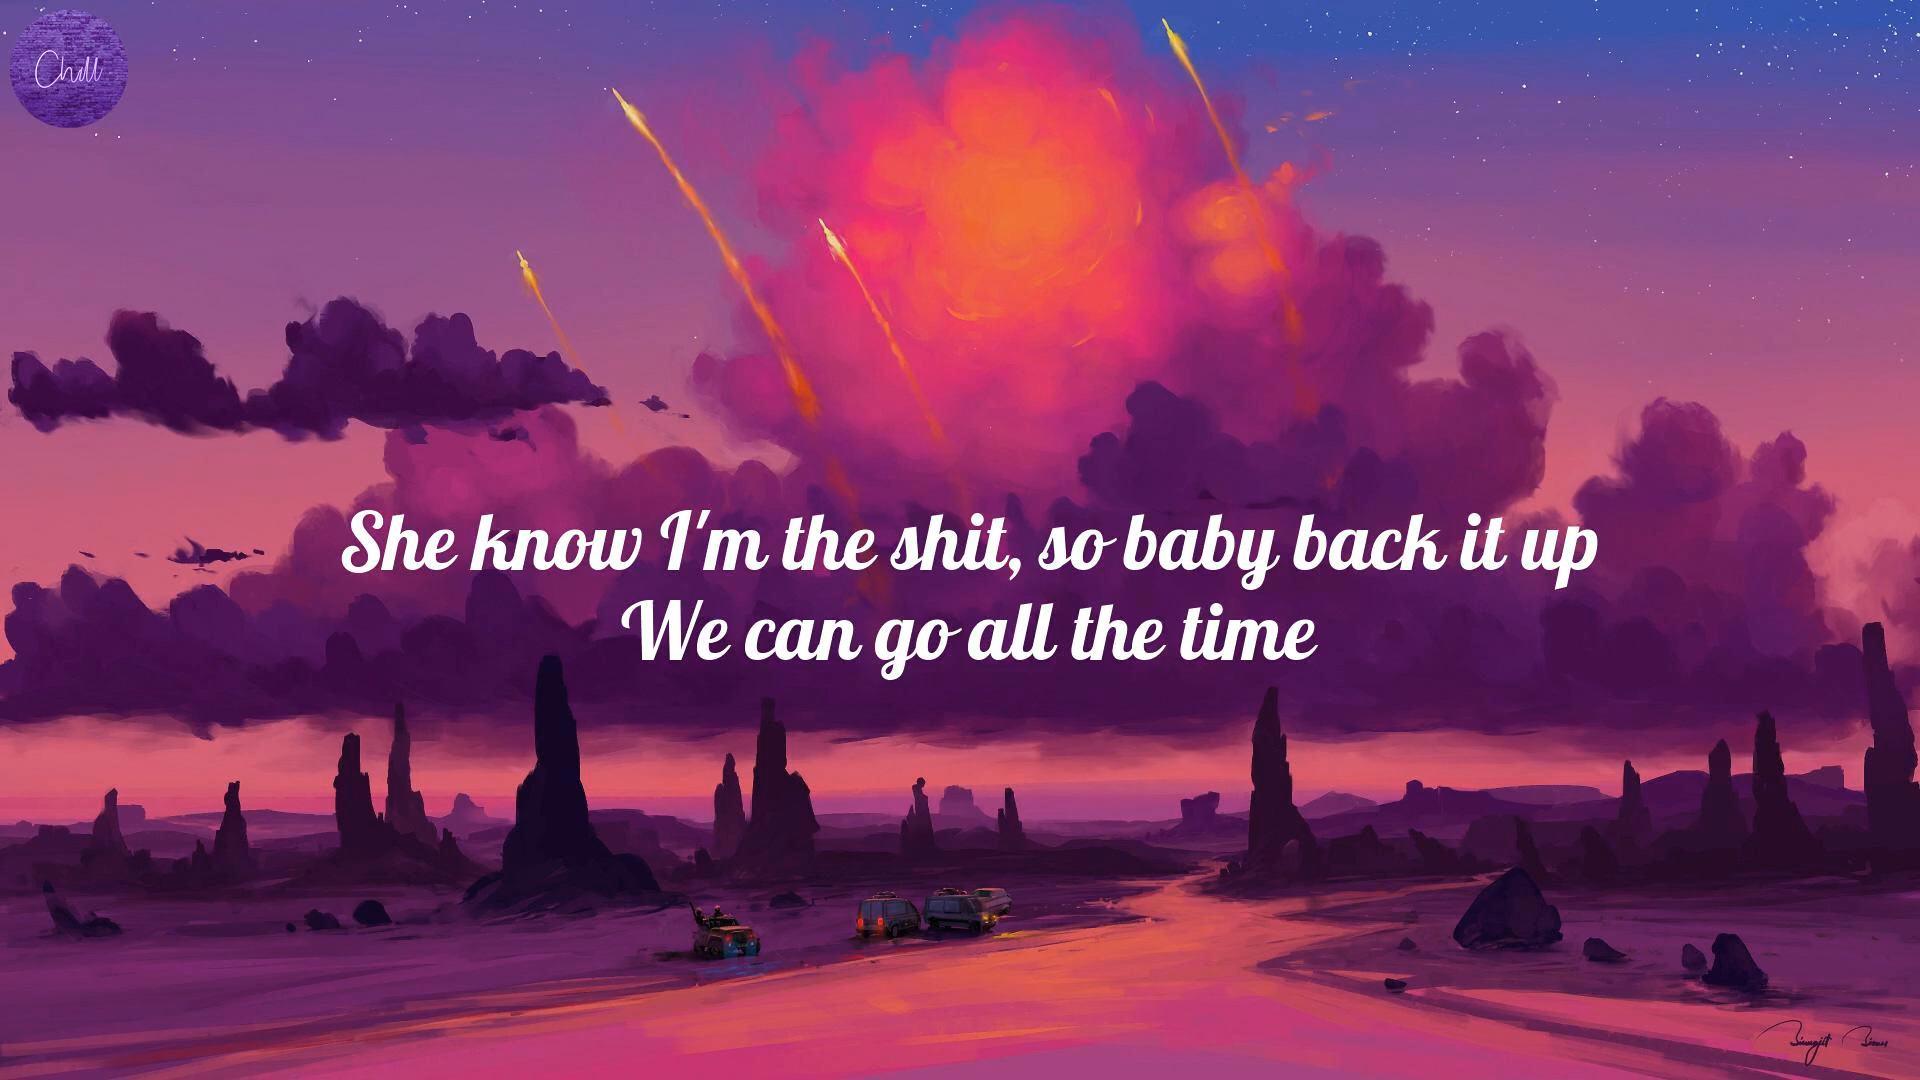 Chill
She know I'm the shit, so baby back it up
We can go all the time